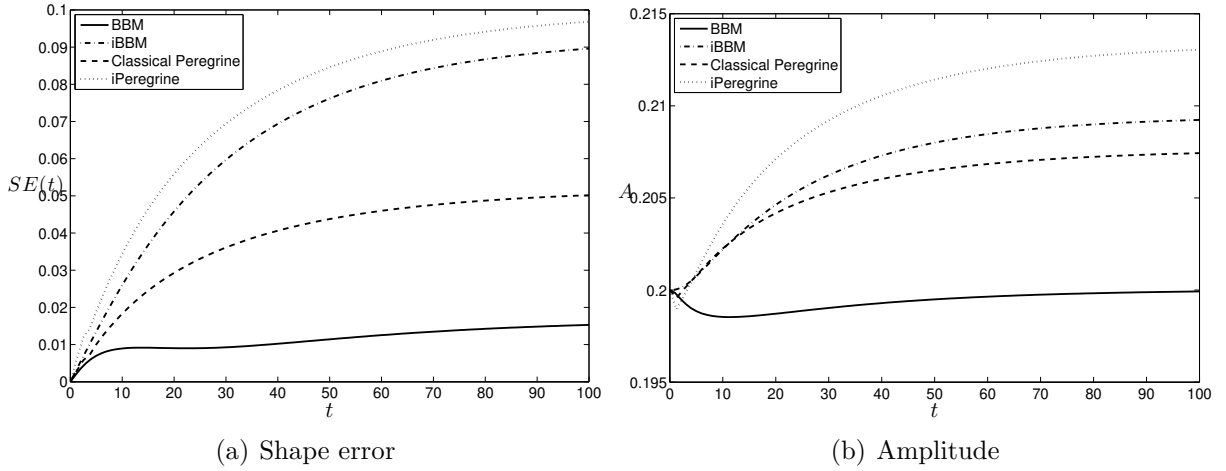 BBM
iBBM
Classical Peregrine
iPeregrine
0.1
0.09
0.08
0.07
0.06
0.05
0.04
0.03
0.02
0.01
0
SE(t)
0 10 20 30 40 50 60 70 80 90 100
t
(a) Shape error
BBM
iBBM
Classical Peregrine
iPeregrine
0.215
0.21
0.205
0.2
0.195
A
0 10 20 30 40 50 60 70 80 90 100
t
(b) Amplitude